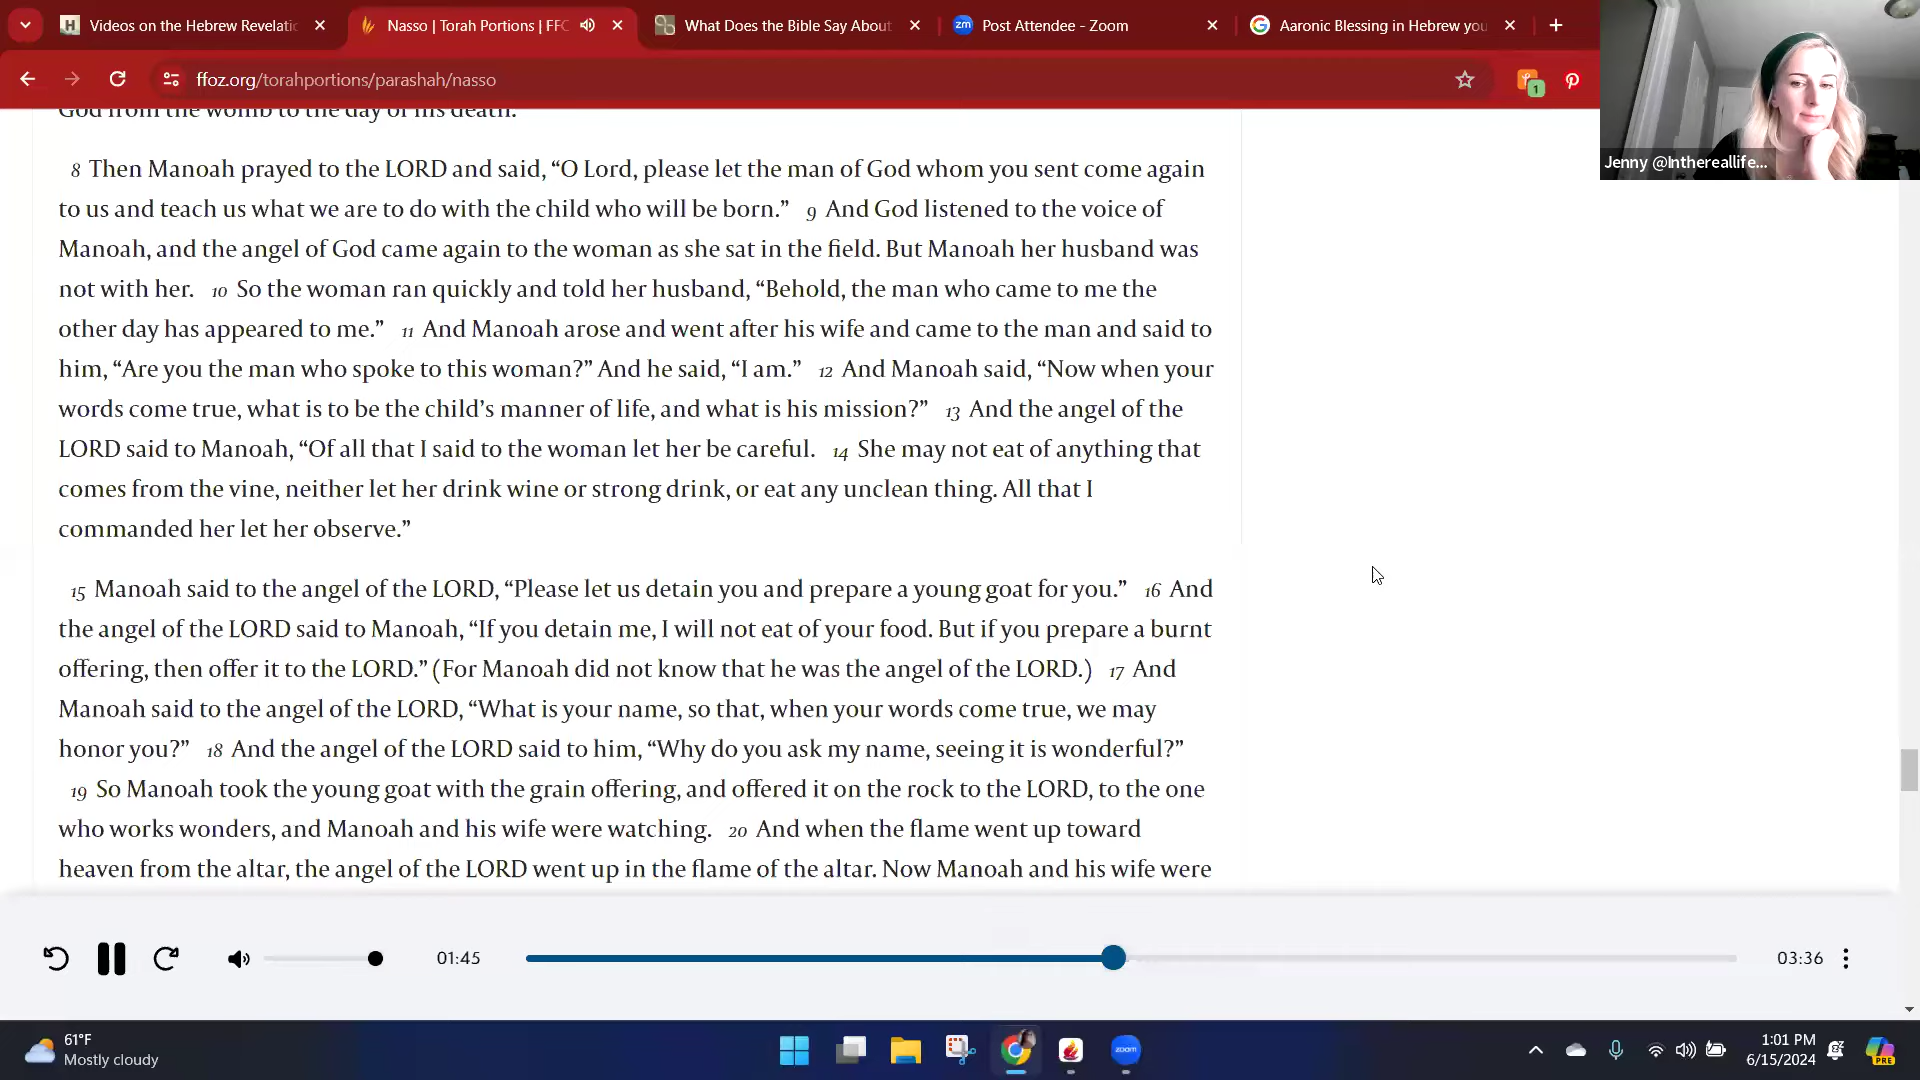 Videos on the Hebrew Revelatio
Nasso | Torah Portions | FFO
What Does the Bible Say About
zm Post Attendee - Zoom
Aaronic Blessing in Hebrew you
ffoz.org/torahportions/parashah/nasso
1
Jenny @Inthereallife...
God from the womb to the day of his death.
8 Then Manoah prayed to the LORD and said, “O Lord, please let the man of God whom you sent come again
to us and teach us what we are to do with the child who will be born.” 9 And God listened to the voice of
Manoah, and the angel of God came again to the woman as she sat in the field. But Manoah her husband was
not with her. 10 So the woman ran quickly and told her husband, “Behold, the man who came to me the
other day has appeared to me.” 11 And Manoah arose and went after his wife and came to the man and said to
him, “Are you the man who spoke to this woman?” And he said, “I am.” 12 And Manoah said, “Now when your
words come true, what is to be the child’s manner of life, and what is his mission?” 13 And the angel of the
LORD said to Manoah, “Of all that I said to the woman let her be careful. 14 She may not eat of anything that
comes from the vine, neither let her drink wine or strong drink, or eat any unclean thing. All that I
commanded her let her observe.”
15 Manoah said to the angel of the LORD, “Please let us detain you and prepare a young goat for you.” 16 And
the angel of the LORD said to Manoah, “If you detain me, I will not eat of your food. But if you prepare a burnt
offering, then offer it to the LORD.” (For Manoah did not know that he was the angel of the LORD.) 17 And
Manoah said to the angel of the LORD, “What is your name, so that, when your words come true, we may
honor you?” 18 And the angel of the LORD said to him, “Why do you ask my name, seeing it is wonderful?”
19 So Manoah took the young goat with the grain offering, and offered it on the rock to the LORD, to the one
who works wonders, and Manoah and his wife were watching. 20 And when the flame went up toward
heaven from the altar, the angel of the LORD went up in the flame of the altar. Now Manoah and his wife were
01:45
03:36
61°F
Mostly cloudy
zoom
1:01 PM
6/15/2024
PRE